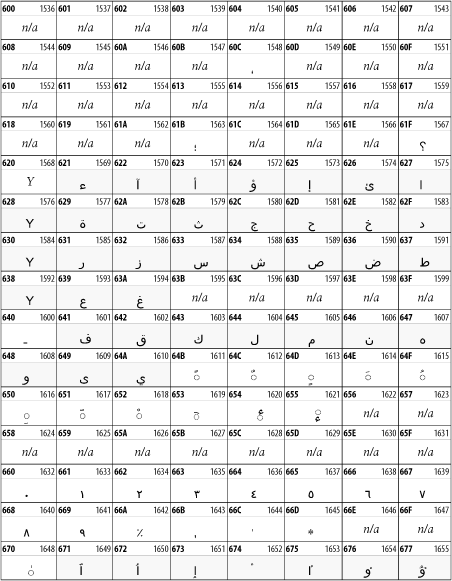 600 1536 601 1537 602 1538 603 1539 604 1540 605 1541 606 1542 607 1543
n/a n/a n/a n/a n/a n/a n/a n/a
608 1544 609 1545 60A 1546 60B 1547 60C 1548 60D 1549 60E 1550 60F 1551
n/a n/a n/a n/a ، n/a n/a n/a
610 1552 611 1553 612 1554 613 1555 614 1556 615 1557 616 1558 617 1559
n/a n/a n/a n/a n/a n/a n/a n/a
618 1560 619 1561 61A 1562 61B 1563 61C 1564 61D 1565 61E 1566 61F 1567
n/a n/a n/a ؛ n/a n/a n/a ؟
620 1568 621 1569 622 1570 623 1571 624 1572 625 1573 626 1574 627 1575
Y ء آ أ ؤ إ ئ ا
628 1576 629 1577 62A 1578 62B 1579 62C 1580 62D 1581 62E 1582 62F 1583
Y ة ت ث ج ح خ د
630 1584 631 1585 632 1586 633 1587 634 1588 635 1589 636 1590 637 1591
Y ر ز س ش ص ض ط
638 1592 639 1593 63A 1594 63B 1595 63C 1596 63D 1597 63E 1598 63F 1599
Y ع غ n/a n/a n/a n/a n/a
640 1600 641 1601 642 1602 643 1603 644 1604 645 1605 646 1606 647 1607
ـ ف ق ك ل م ن ه
648 1608 649 1609 64A 1610 64B 1611 64C 1612 64D 1613 64E 1614 64F 1615
و ى ي ◌ً ◌ٌ ◌ٍ ◌َ ◌ُ
650 1616 651 1617 652 1618 653 1619 654 1620 655 1621 656 1622 657 1623
◌ِ ◌ّ ◌ْ ◌ٓ ◌ٔ ◌ٕ n/a n/a
658 1624 659 1625 65A 1626 65B 1627 65C 1628 65D 1629 65E 1630 65F 1631
n/a n/a n/a n/a n/a n/a n/a n/a
660 1632 661 1633 662 1634 663 1635 664 1636 665 1637 666 1638 667 1639
٠ ١ ٢ ٣ ٤ ٥ ٦ ٧
668 1640 669 1641 66A 1642 66B 1643 66C 1644 66D 1645 66E 1646 66F 1647
٨ ٩ ٪ ٫ ٬ ٭ n/a n/a
670 1648 671 1649 672 1650 673 1651 674 1652 675 1653 676 1654 677 1655
◌ٰ ٱ ٲ ٳ ٴ ٵ ٶ ٷ